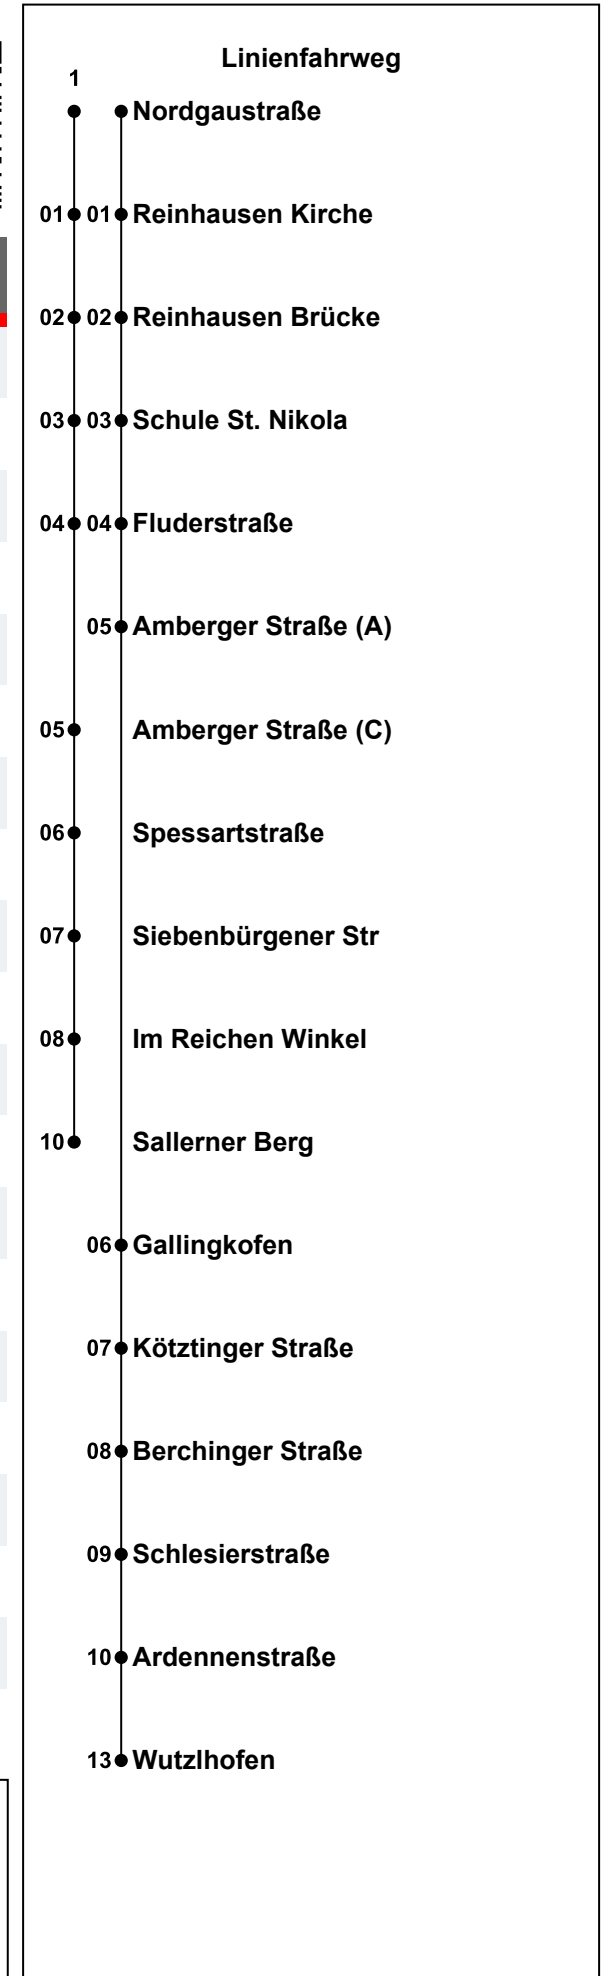 Linienfahrweg
1
Nordgaustraße
01 01 Reinhausen Kirche
02 02 Reinhausen Brücke
03 03 Schule St. Nikola
04 04 Fluderstraße
05 Amberger Straße (A)
05 Amberger Straße (C)
06 Spessartstraße
07 Siebenbürgener Str
08 Im Reichen Winkel
10 Sallerner Berg
06 Gallingkofen
07 Kötztinger Straße
08 Berchinger Straße
09 Schlesierstraße
10 Ardennenstraße
13 Wutzlhofen